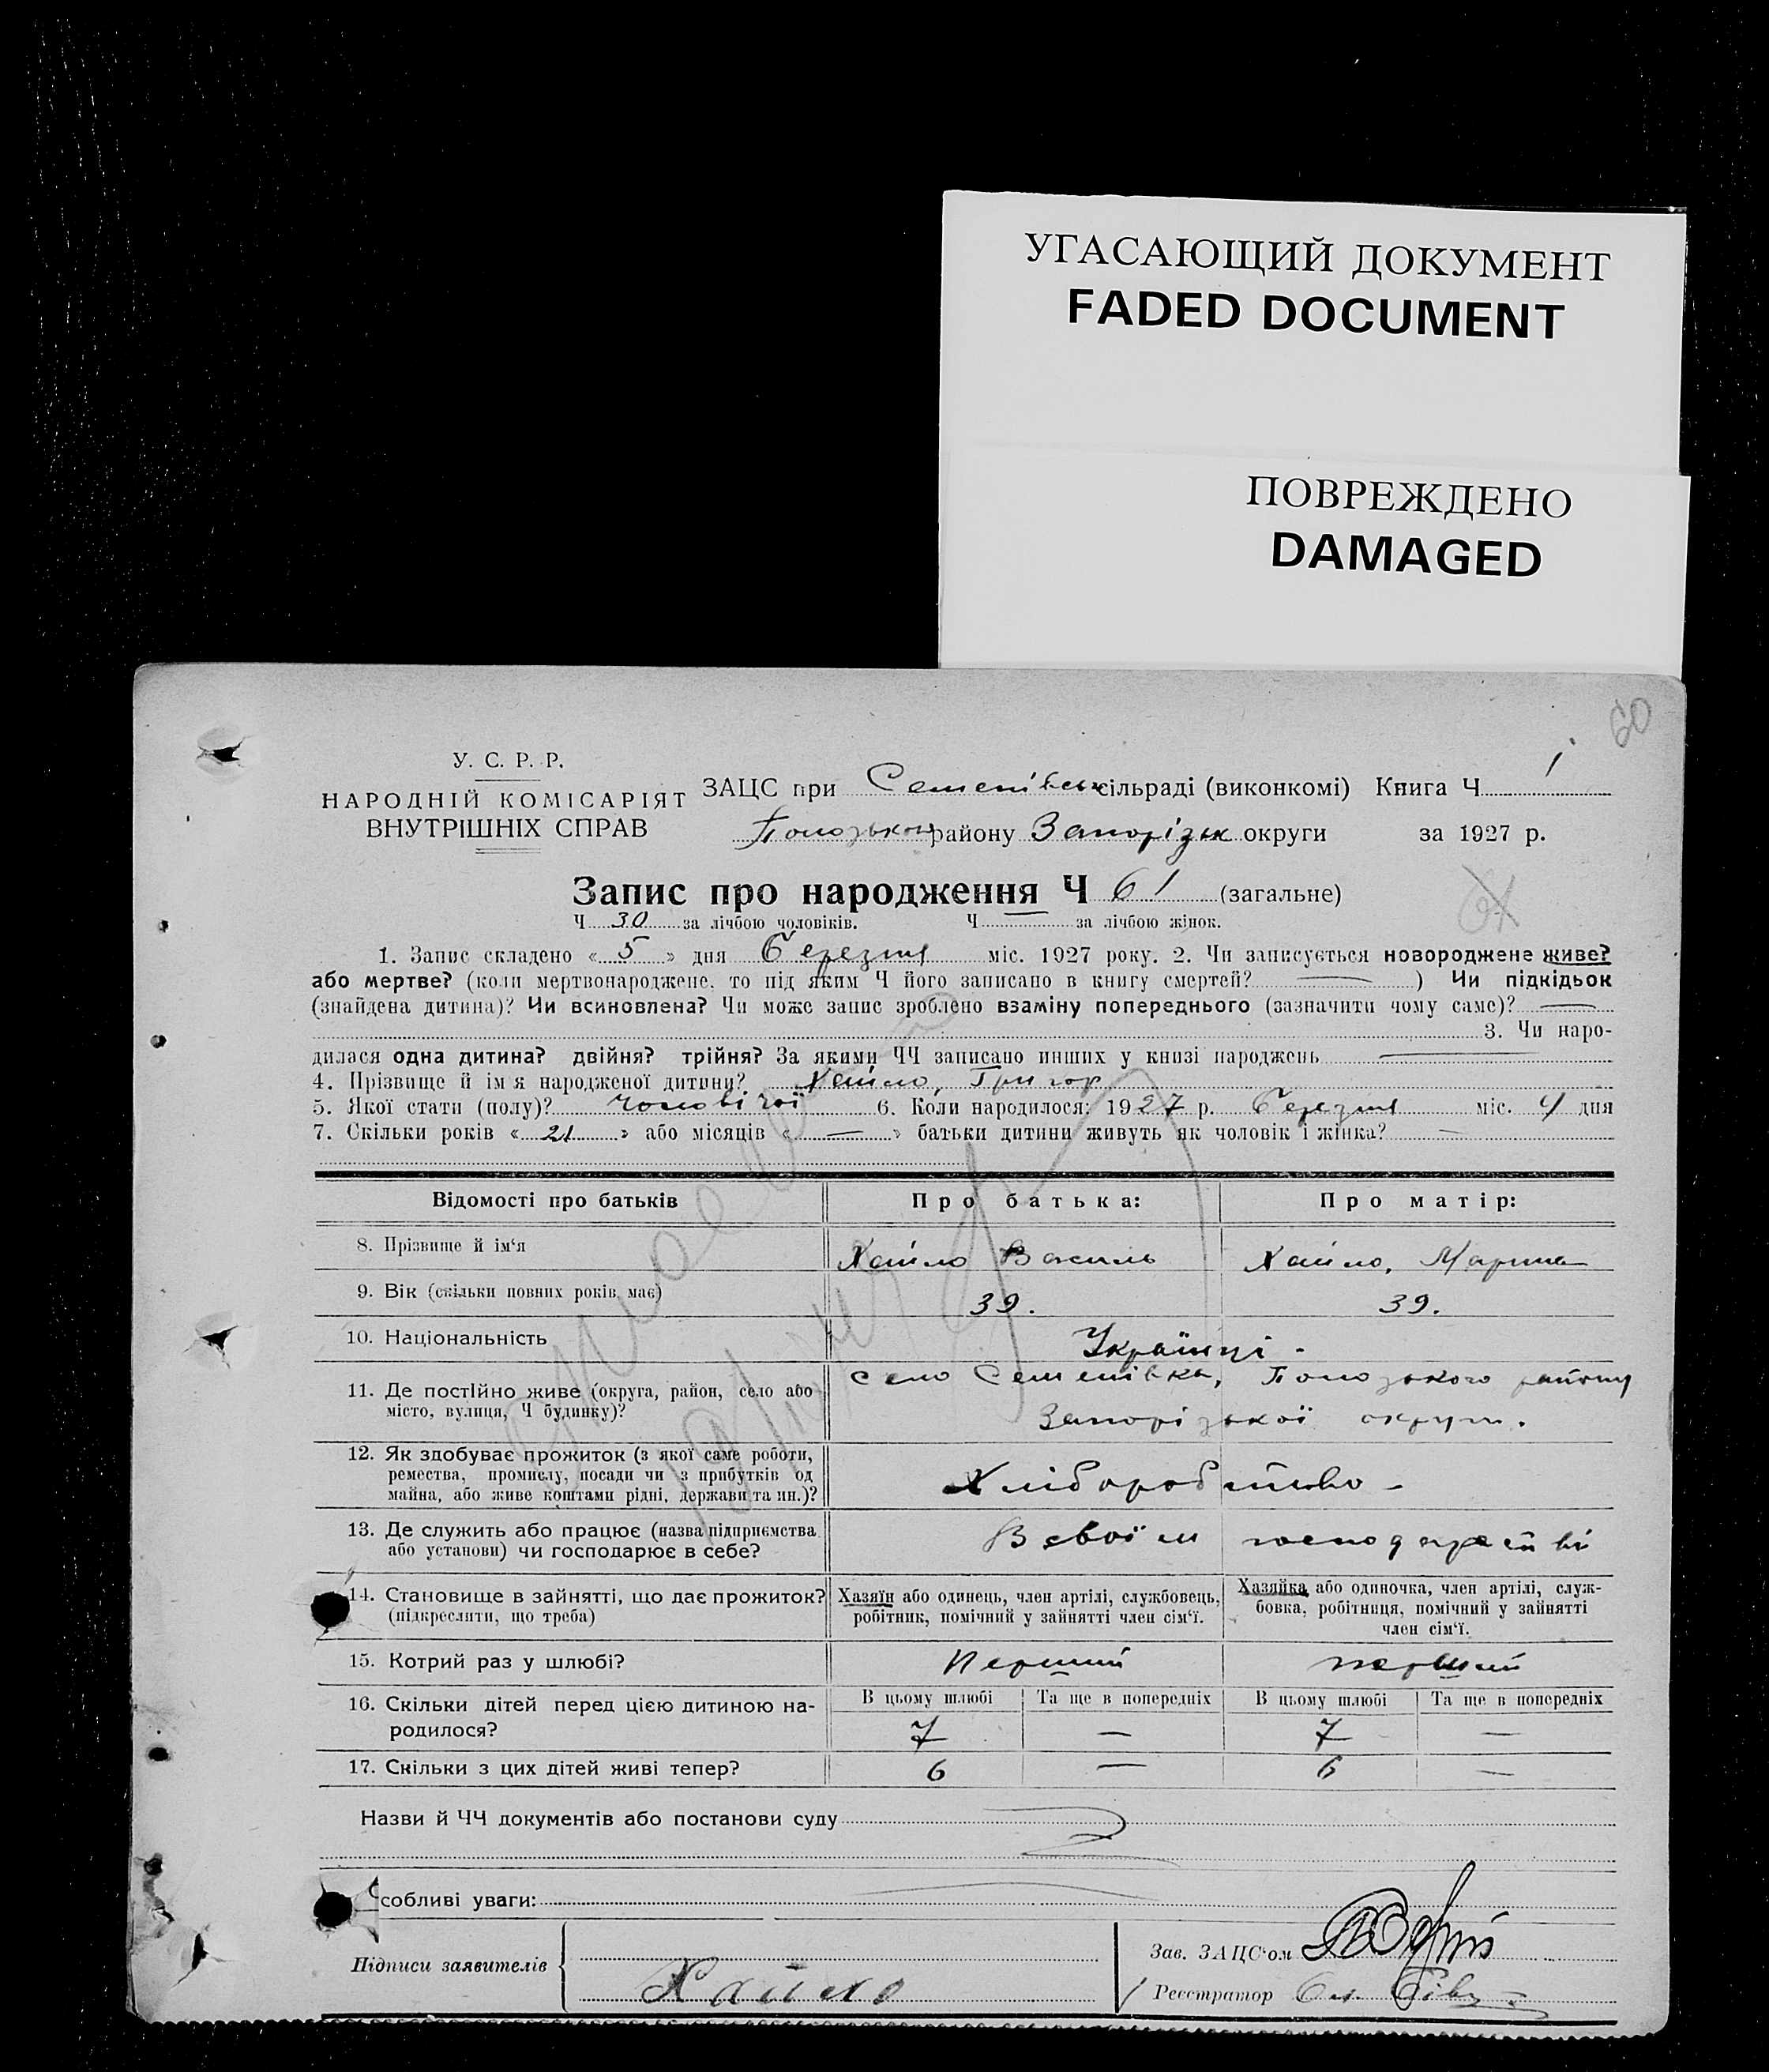 УГАСАЮЩИЙ ДОКУМЕНТ
FADED DOCUMENT
ПОВРЕЖДЕНО
DAMAGED
60
У. С. Р. Р.
НАРОДНІЙ КОМІСАРІЯТ
ВНУТРІШНІХ СПРАВ
ЗАЦС при Семенівськ сільраді (виконкомі) Книга Ч 1
Пологськом району Запорізьк округи за 1927 р.
Запис про народження Ч 61 (загальне)
Ч 30 за лічбою чоловіків. Ч — за лічбою жінок.
1. Запис складено « 5 » дня Березня міс. 1927 року. 2. Чи записується новороджене живе?
або мертве? (коли мертвонароджене, то під яким Ч його записано в книгу смертей? — ) Чи підкідьок
(знайдена дитина)? Чи всиновлена? Чи може запис зроблено взаміну попереднього (зазначити чому саме)? —
3. Чи наро-
дилася одна дитина? двійня? трійня? За якими ЧЧ записано инших у книзі народжень —
4. Прізвище й імя народженої дитини? Хайло, Григор
5. Якої стати (полу)? чоловічої 6. Коли народилося: 1927 р. Березня міс. 4 дня
7. Скільки років « 21 » або місяців « — » батьки дитини живуть як чоловік і жінка? —
Відомості про батьків Про батька: Про матір:
8. Прізвище й ім'я Хайло Василь Хайло, Марина
9. Вік (скільки повних років має) 39. 39.
10. Національність Українці -
11. Де постійно живе (округа, район, село або місто, вулиця, Ч будинку)? село Семенівка, Пологського району
Запорізької округи.
12. Як здобуває прожиток (з якої саме роботи,
ремества, промислу, посади чи з прибутків од
майна, або живе коштами рідні, держави та ин.)? Хліборобство -
13. Де служить або працює (назва підприємства
або установи) чи господарює в себе? В своїм господарстві
14. Становище в зайнятті, що дає прожиток?
(підкреслити, що треба)
Хазяїн або одинець, член артілі, службовець,
робітник, помічний у зайнятті член сім'ї.
Хазяйка або одиночка, член артілі, служ-
бовка, робітниця, помічний у зайнятті
член сім'ї.
15. Котрий раз у шлюбі? Перший перший
16. Скільки дітей перед цією дитиною на-
родилося?
В цьому шлюбі Та ще в попередніх В цьому шлюбі Та ще в попередніх
7 — 7 —
17. Скільки з цих дітей живі тепер? 6 — 6 —
Назви й ЧЧ документів або постанови суду
собливі уваги:
Підписи заявителів Хайло
Зав. ЗАЦС'ом
Реєстратор